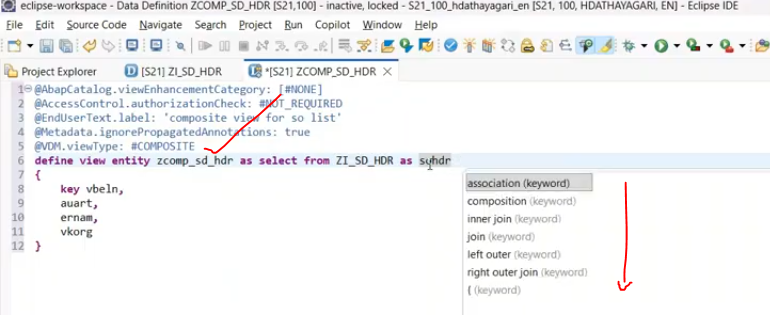 eclipse-workspace - Data Definition ZCOMP_SD_HDR [S21,100] - inactive, locked - S21_100_hdathayagari_en [S21, 100, HDATHAYAGARI, EN] - Eclipse IDE
File Edit Source Code Navigate Search Project Run Copilot Window Help
Project Explorer [S21] ZI_SD_HDR *[S21] ZCOMP_SD_HDR
1 @AbapCatalog.viewEnhancementCategory: [#NONE]
2 @AccessControl.authorizationCheck: #NOT_REQUIRED
3 @EndUserText.label: 'composite view for so list'
4 @Metadata.ignorePropagatedAnnotations: true
5 @VDM.viewType: #COMPOSITE
6 define view entity zcomp_sd_hdr as select from ZI_SD_HDR as
7 {
8 key vbeln,
9 auart,
10 ernam,
11 vkorg
12 }
association (keyword)
composition (keyword)
inner join (keyword)
join (keyword)
left outer (keyword)
right outer join (keyword)
{ (keyword)